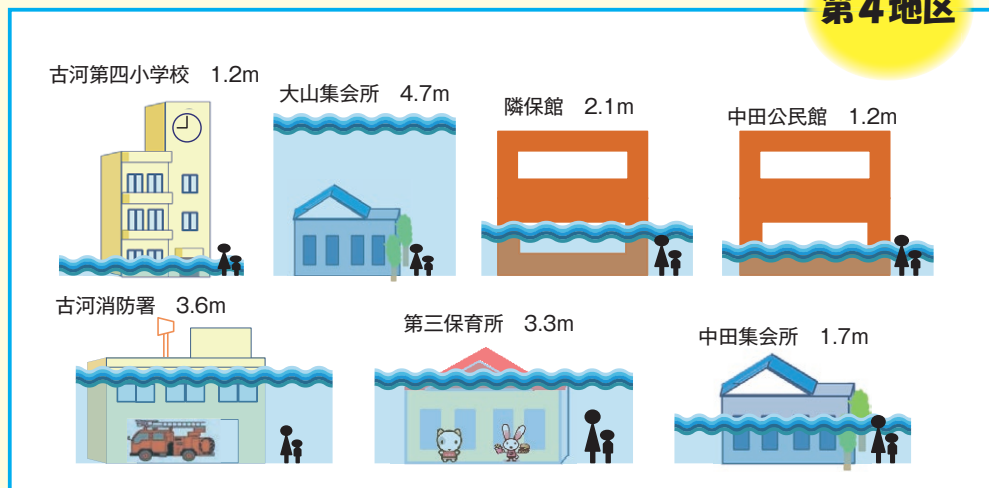 第4地区
古河第四小学校 1.2m
大山集会所 4.7m
隣保館 2.1m
中田公民館 1.2m
古河消防署 3.6m
第三保育所 3.3m
中田集会所 1.7m